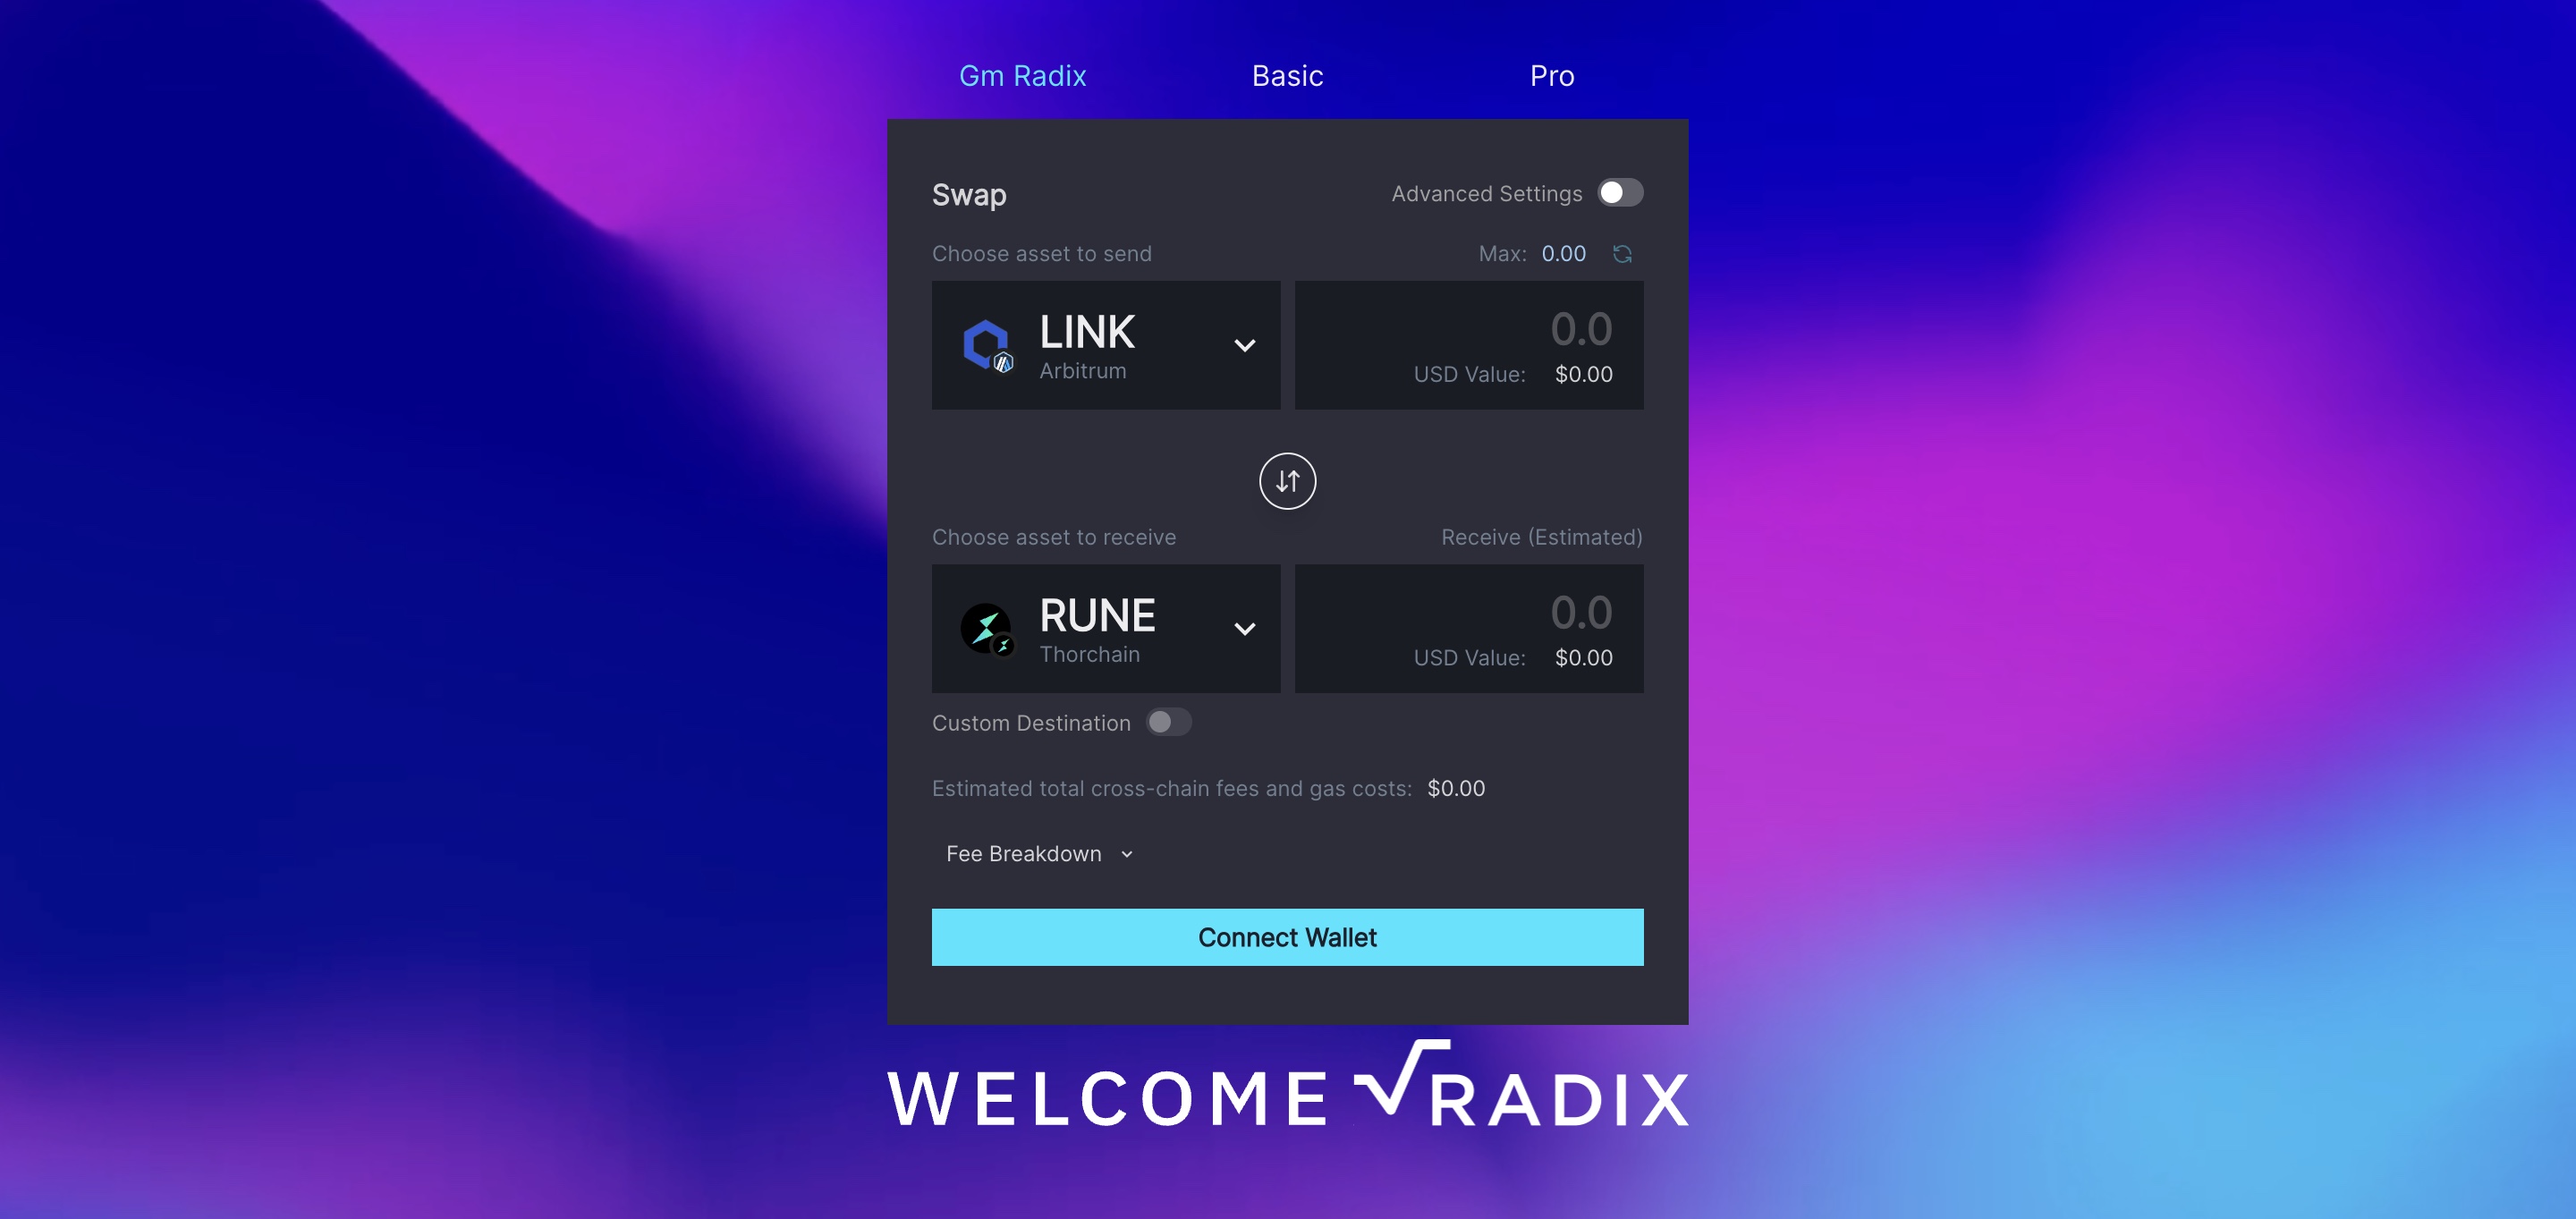 Gm Radix Basic Pro
Swap Advanced Settings
Choose asset to send Max: 0.00
LINK 0.0
Arbitrum USD Value: $0.00
Choose asset to receive Receive (Estimated)
RUNE 0.0
Thorchain USD Value: $0.00
Custom Destination
Estimated total cross-chain fees and gas costs: $0.00
Fee Breakdown
Connect Wallet
WELCOME RADIX